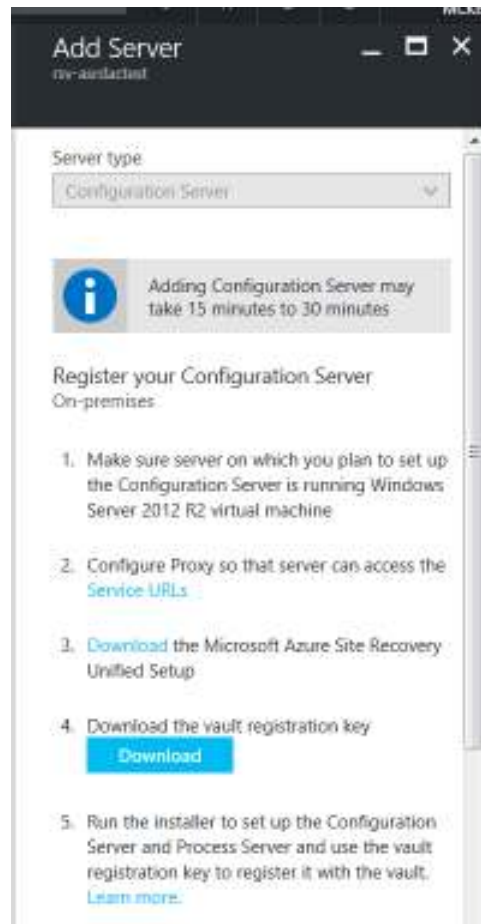 Add Server
Server type
Configuration Server
Adding Configuration Server may
take 15 minutes to 30 minutes
Register your Configuration Server
On-premises
1. Make sure server on which you plan to set up
the Configuration Server is running Windows
Server 2012 R2 virtual machine
2. Configure Proxy so that server can access the
Service URLs
3. Download the Microsoft Azure Site Recovery
Unified Setup
4. Download the vault registration key
Download
5. Run the installer to set up the Configuration
Server and Process Server and use the vault
registration key to register it with the vault.
Learn more.